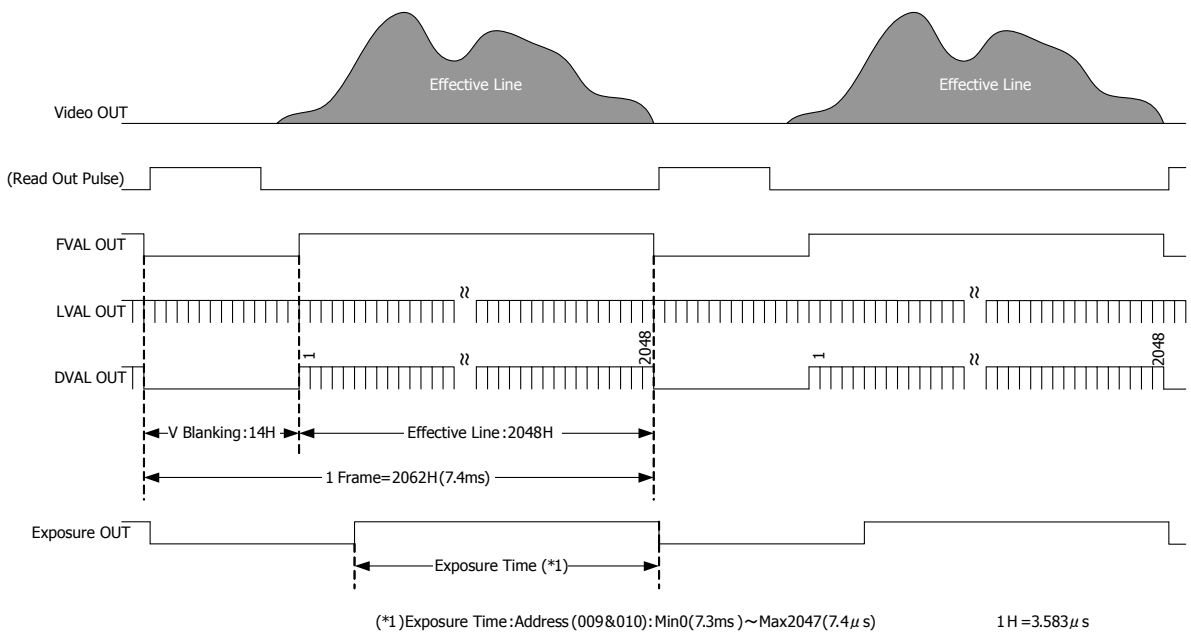 Effective Line
Effective Line
Video OUT
(Read Out Pulse)
FVAL OUT
≈
≈
LVAL OUT
1
2048
1
2048
≈
≈
DVAL OUT
V Blanking:14H
Effective Line:2048H
1 Frame=2062H(7.4ms)
Exposure OUT
Exposure Time (*1)
(*1)Exposure Time:Address(009&010):Min0(7.3ms)~Max2047(7.4μs) 1H=3.583μs